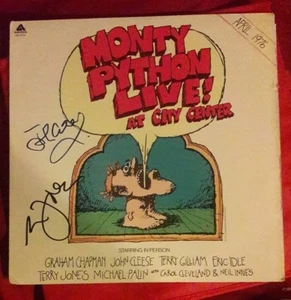 APRIL 1976
MONTY
PYTHON
LIVE!
AT CITY CENTER
STARRING IN PERSON
GRAHAM CHAPMAN JOHN CLEESE TERRY GILLIAM ERIC IDLE
TERRY JONES MICHAEL PALIN WITH CAROL CLEVELAND & NEIL INNES